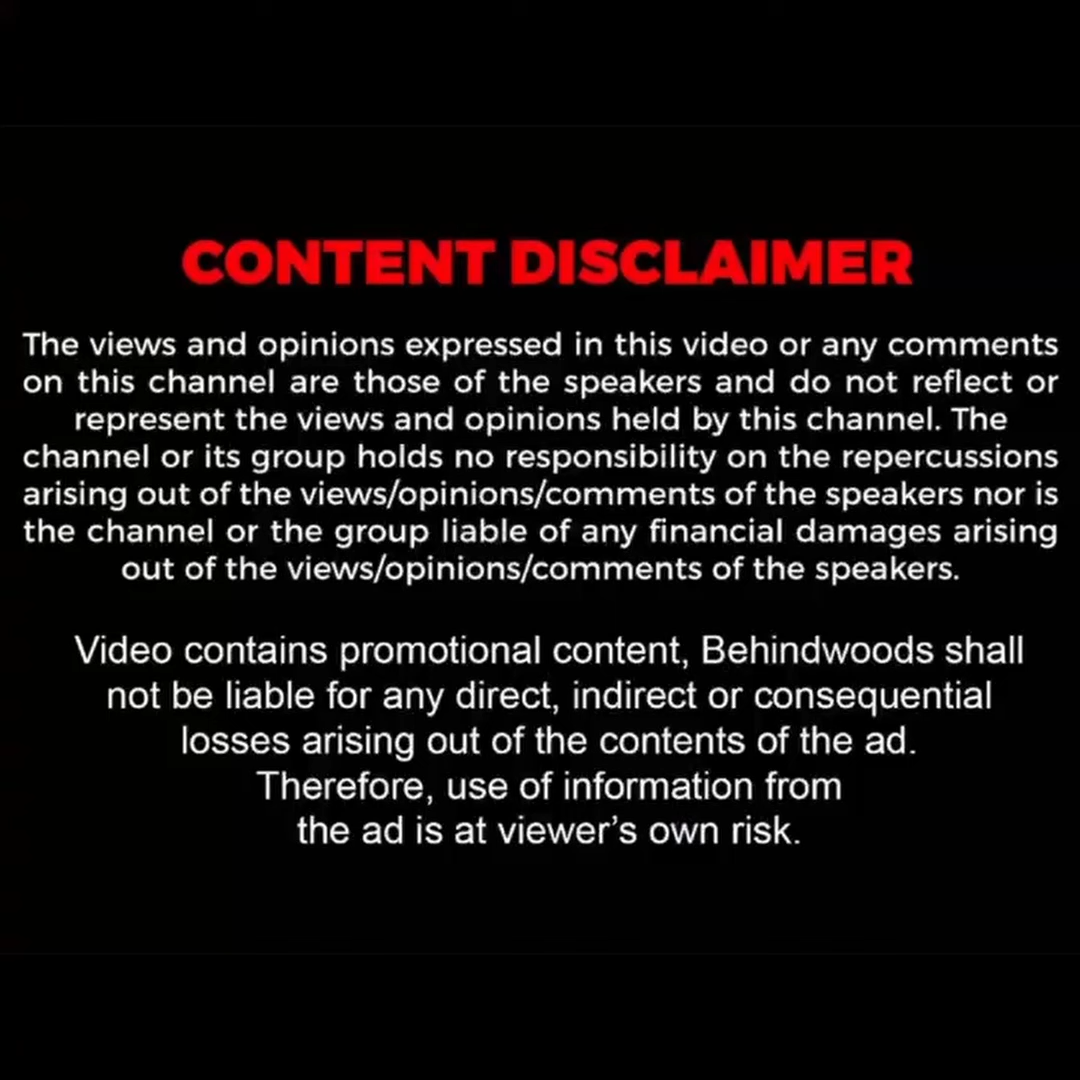 CONTENT DISCLAIMER
The views and opinions expressed in this video or any comments
on this channel are those of the speakers and do not reflect or
represent the views and opinions held by this channel. The
channel or its group holds no responsibility on the repercussions
arising out of the views/opinions/comments of the speakers nor is
the channel or the group liable of any financial damages arising
out of the views/opinions/comments of the speakers.
Video contains promotional content, Behindwoods shall
not be liable for any direct, indirect or consequential
losses arising out of the contents of the ad.
Therefore, use of information from
the ad is at viewer’s own risk.